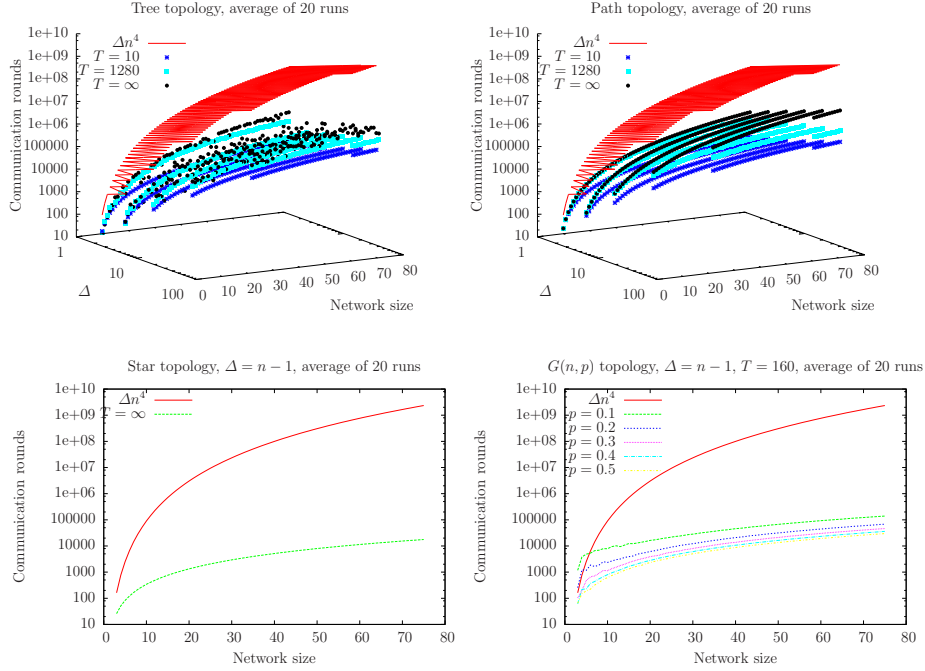 Tree topology, average of 20 runs
Communication rounds
1e+10
1e+09
1e+08
1e+07
1e+06
100000
10000
1000
100
10
Δn⁴
T = 10
T = 1280
T = ∞
1
10
100
Δ
0 10 20 30 40 50 60 70 80
Network size
Path topology, average of 20 runs
Communication rounds
1e+10
1e+09
1e+08
1e+07
1e+06
100000
10000
1000
100
10
Δn⁴
T = 10
T = 1280
T = ∞
1
10
100
Δ
0 10 20 30 40 50 60 70 80
Network size
Star topology, Δ = n − 1, average of 20 runs
Communication rounds
1e+10
1e+09
1e+08
1e+07
1e+06
100000
10000
1000
100
10
Δn⁴
T = ∞
0 10 20 30 40 50 60 70 80
Network size
G(n, p) topology, Δ = n − 1, T = 160, average of 20 runs
Communication rounds
1e+10
1e+09
1e+08
1e+07
1e+06
100000
10000
1000
100
10
Δn⁴
p = 0.1
p = 0.2
p = 0.3
p = 0.4
p = 0.5
0 10 20 30 40 50 60 70 80
Network size